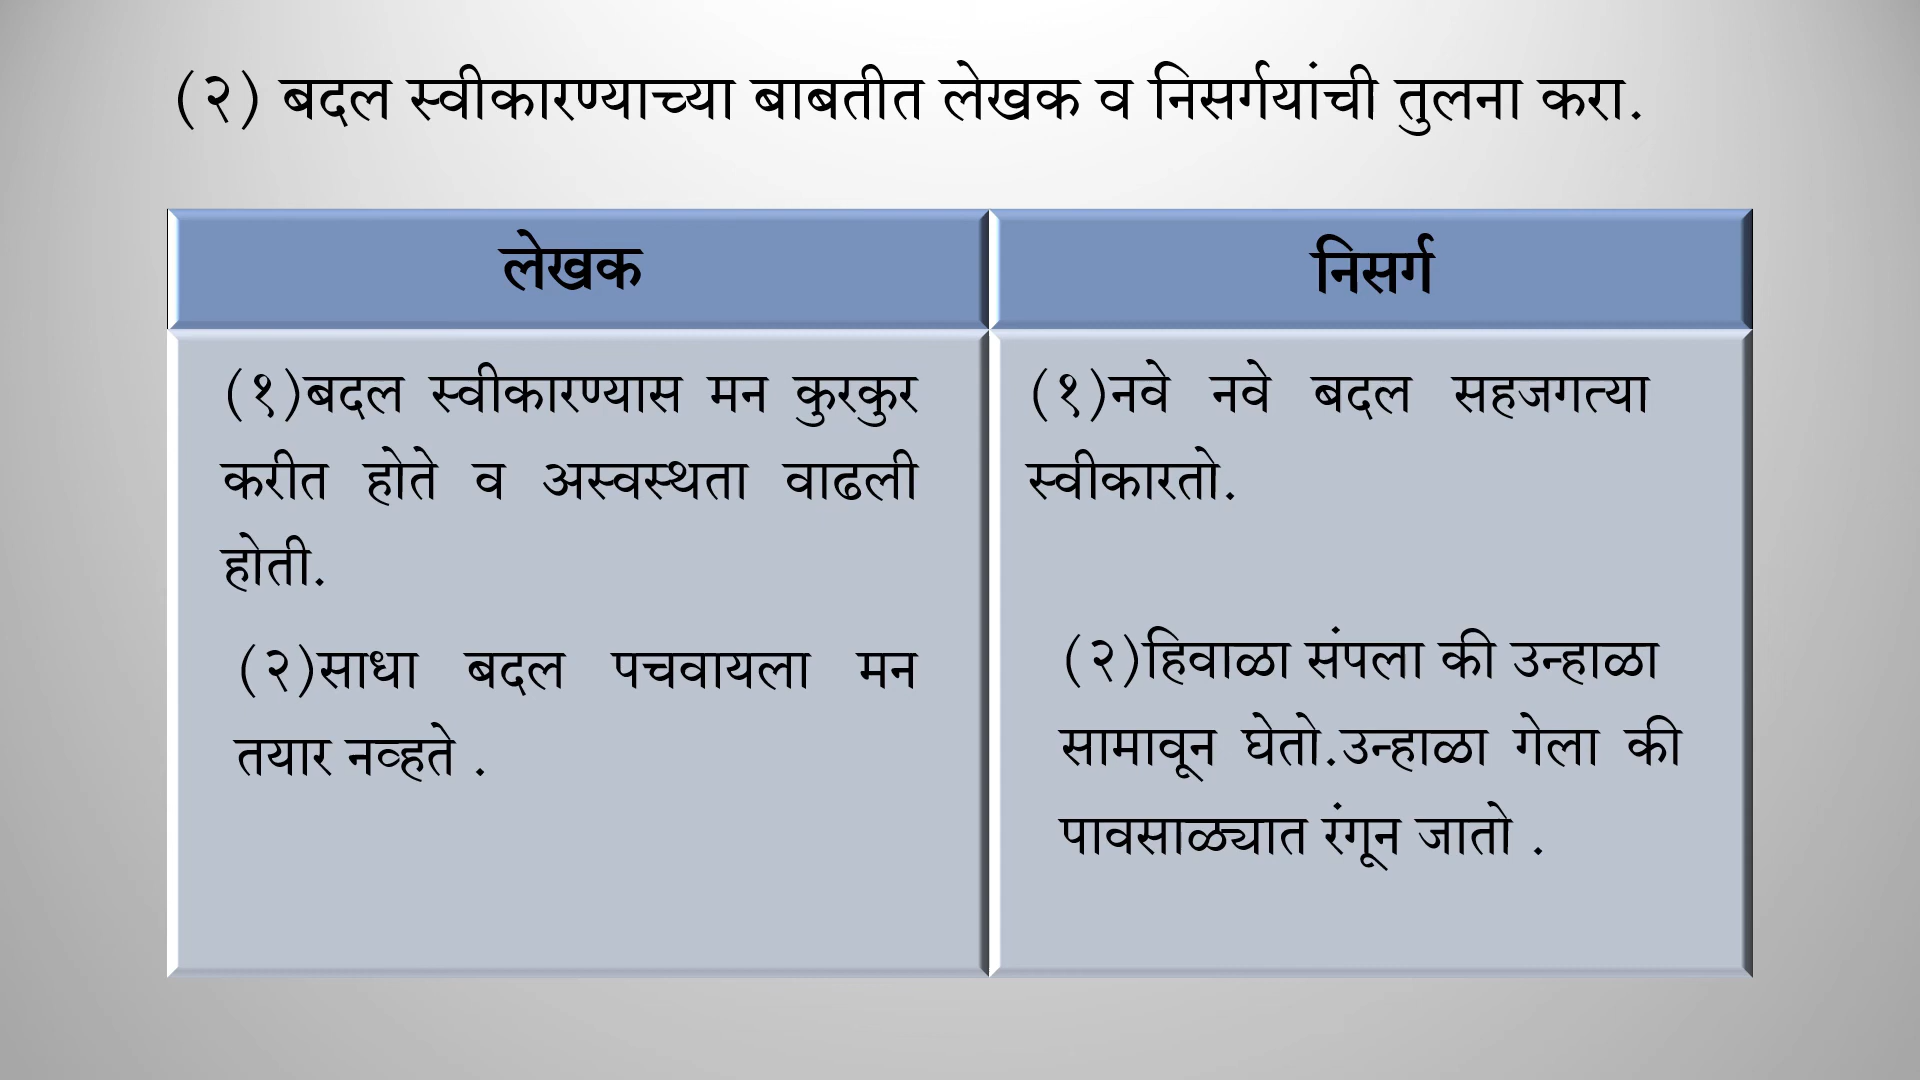 (२) बदल स्वीकारण्याच्या बाबतीत लेखक व निसर्गयांची तुलना करा.
लेखक
निसर्ग
(१)बदल स्वीकारण्यास मन कुरकुर
करीत होते व अस्वस्थता वाढली
होती.
(२)साधा बदल पचवायला मन
तयार नव्हते .
(१)नवे नवे बदल सहजगत्या
स्वीकारतो.
(२)हिवाळा संपला की उन्हाळा
सामावून घेतो.उन्हाळा गेला की
पावसाळ्यात रंगून जातो .